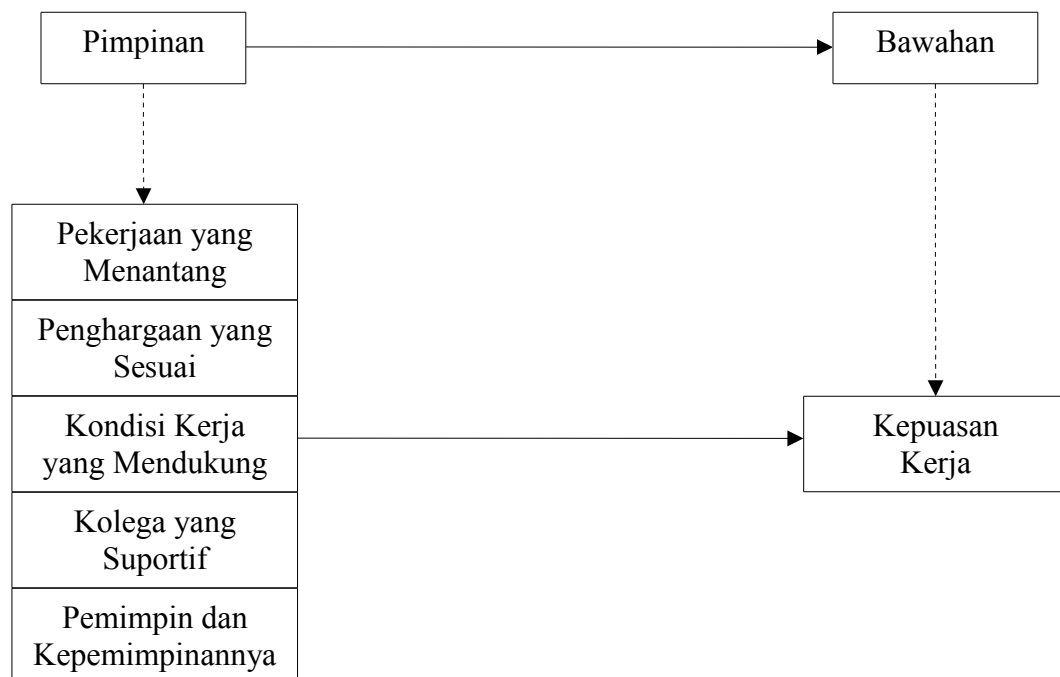 Pimpinan
Bawahan
Pekerjaan yang
Menantang
Penghargaan yang
Sesuai
Kondisi Kerja
yang Mendukung
Kepuasan
Kerja
Kolega yang
Suportif
Pemimpin dan
Kepemimpinannya